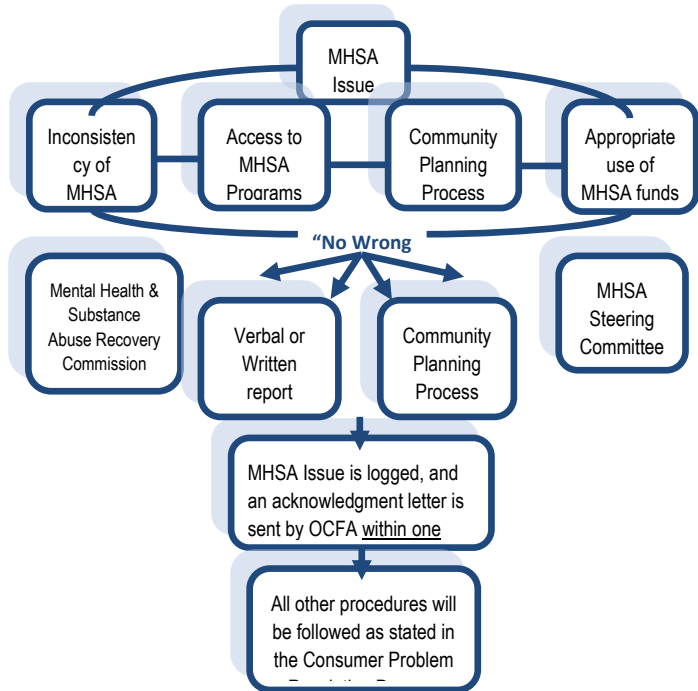 MHSA
Issue
Inconsisten
cy of
MHSA
Access to
MHSA
Programs
Community
Planning
Process
Appropriate
use of
MHSA funds
“No Wrong
Mental Health &
Substance
Abuse Recovery
Commission
Verbal or
Written
report
Community
Planning
Process
MHSA
Steering
Committee
MHSA Issue is logged, and
an acknowledgment letter is
sent by OCFA within one
All other procedures will
be followed as stated in
the Consumer Problem